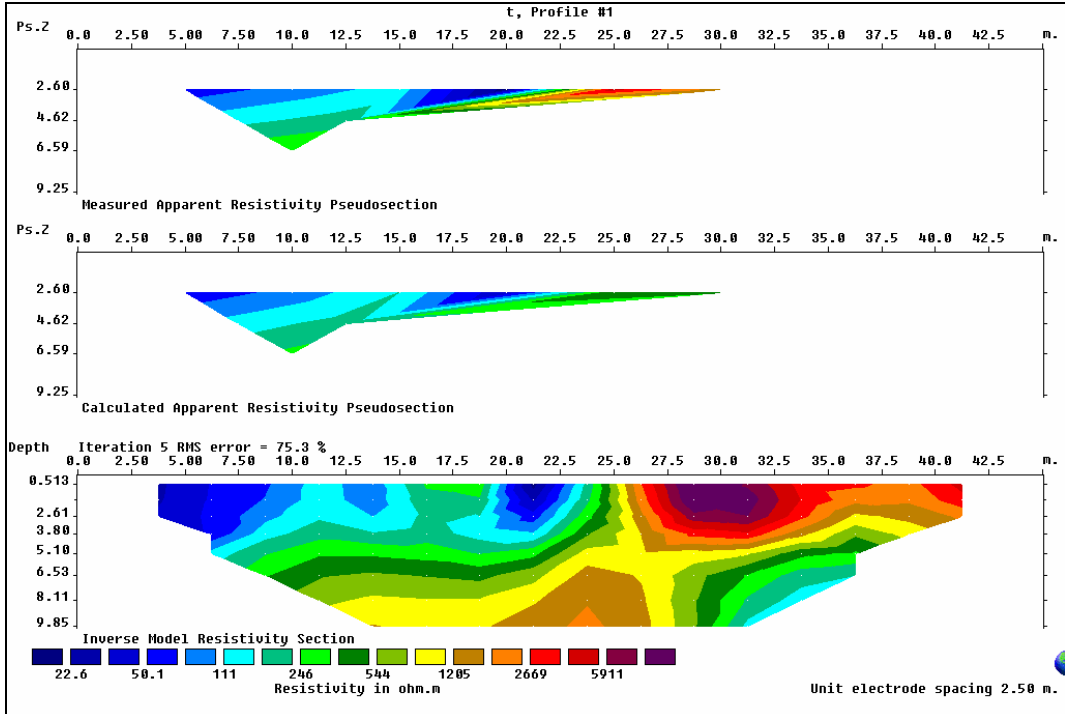 t, Profile #1
Ps.Z
0.0 2.50 5.00 7.50 10.0 12.5 15.0 17.5 20.0 22.5 25.0 27.5 30.0 32.5 35.0 37.5 40.0 42.5 m.
2.60
4.62
6.59
9.25
Measured Apparent Resistivity Pseudosection
Ps.Z
0.0 2.50 5.00 7.50 10.0 12.5 15.0 17.5 20.0 22.5 25.0 27.5 30.0 32.5 35.0 37.5 40.0 42.5 m.
2.60
4.62
6.59
9.25
Calculated Apparent Resistivity Pseudosection
Depth Iteration 5 RMS error = 75.3 %
0.0 2.50 5.00 7.50 10.0 12.5 15.0 17.5 20.0 22.5 25.0 27.5 30.0 32.5 35.0 37.5 40.0 42.5 m.
0.513
2.61
3.80
5.10
6.53
8.11
9.85
Inverse Model Resistivity Section
22.6 50.1 111 246 544 1205 2669 5911
Resistivity in ohm.m
Unit electrode spacing 2.50 m.